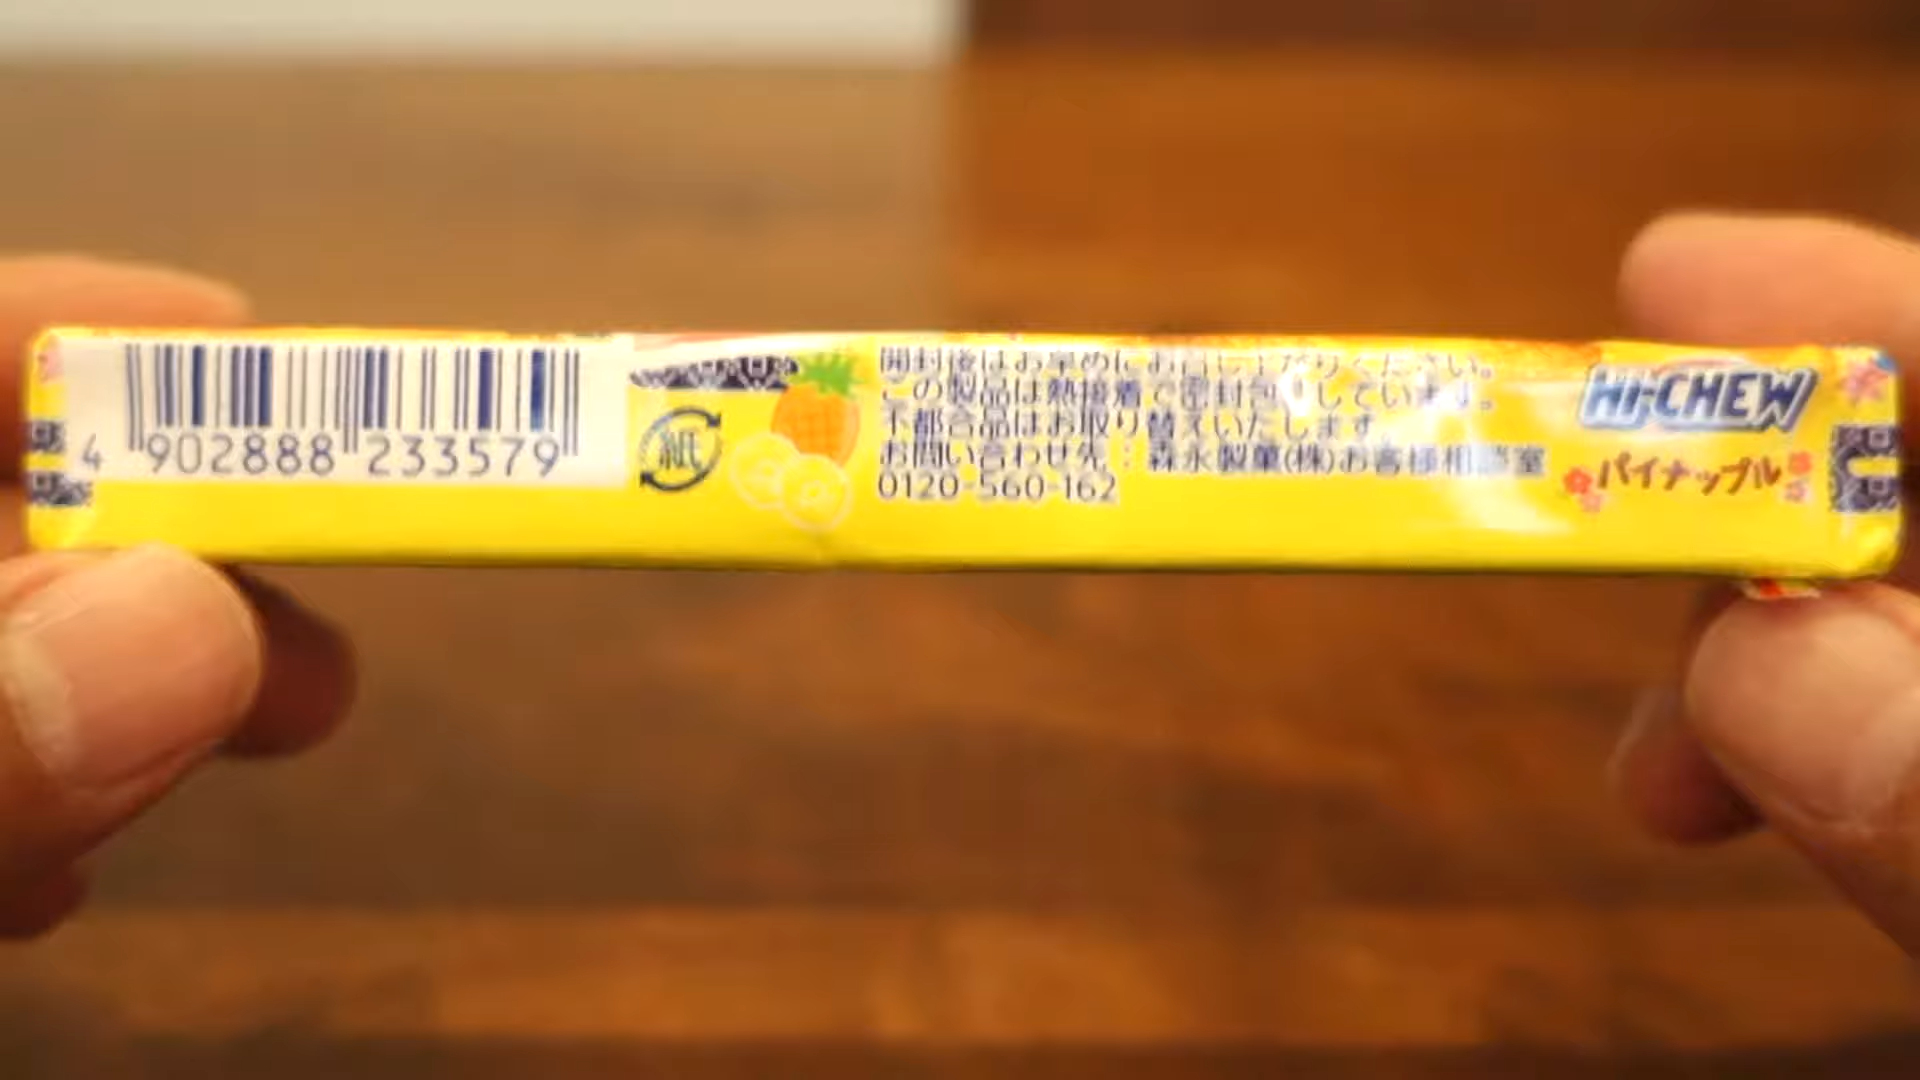 4 902888 233579
紙
開封後はお早めにお召し上がりください。
この製品は熱接着で密封包装しています。
不都合品はお取り替えいたします。
お問い合わせ先：森永製菓(株)お客様相談室
0120-560-162
HI-CHEW
パイナップル